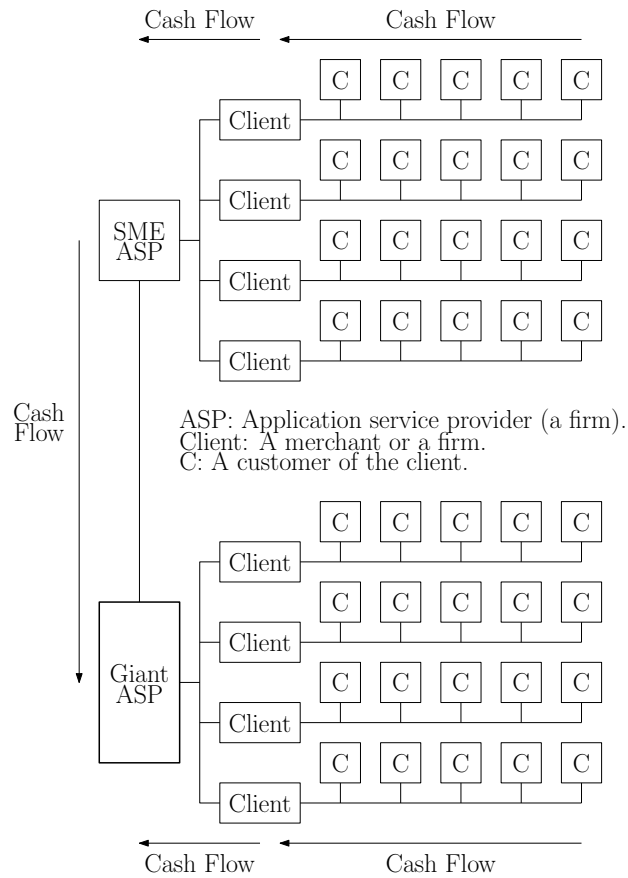 Cash Flow Cash Flow
C C C C C
Client
C C C C C
Client
SME
ASP
C C C C C
Client
C C C C C
Client
Cash
Flow
ASP: Application service provider (a firm).
Client: A merchant or a firm.
C: A customer of the client.
C C C C C
Client
C C C C C
Client
Giant
ASP
C C C C C
Client
C C C C C
Client
Cash Flow Cash Flow